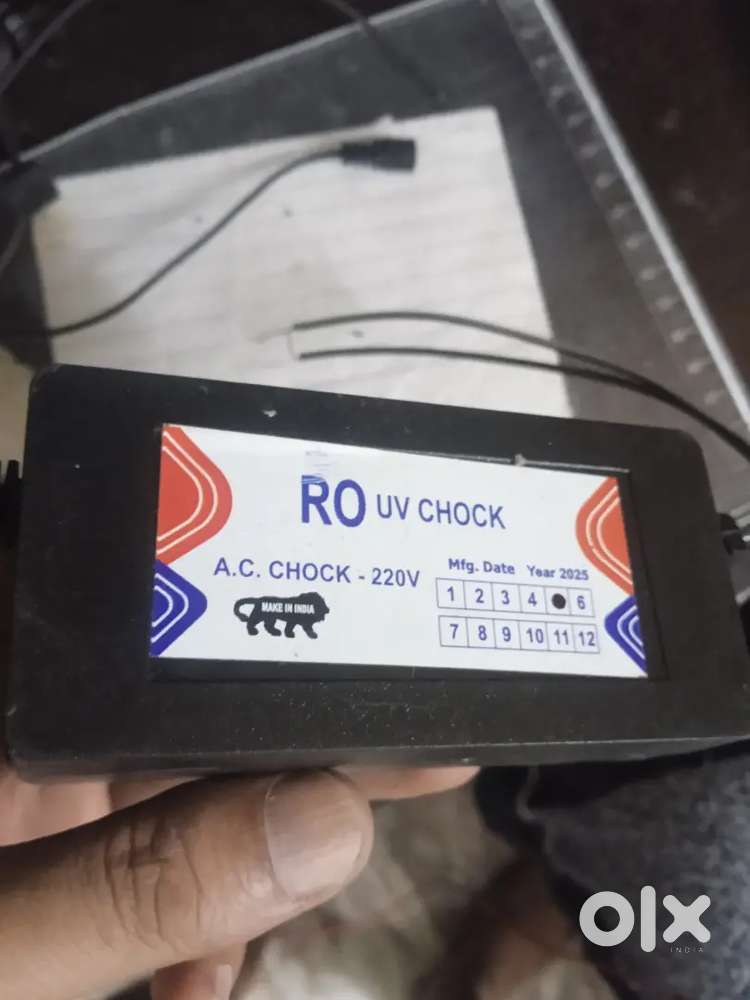 RO UV CHOCK
A.C. CHOCK - 220V
Mfg. Date Year 2025
1 2 3 4 6
7 8 9 10 11 12
MAKE IN INDIA
olx
INDIA